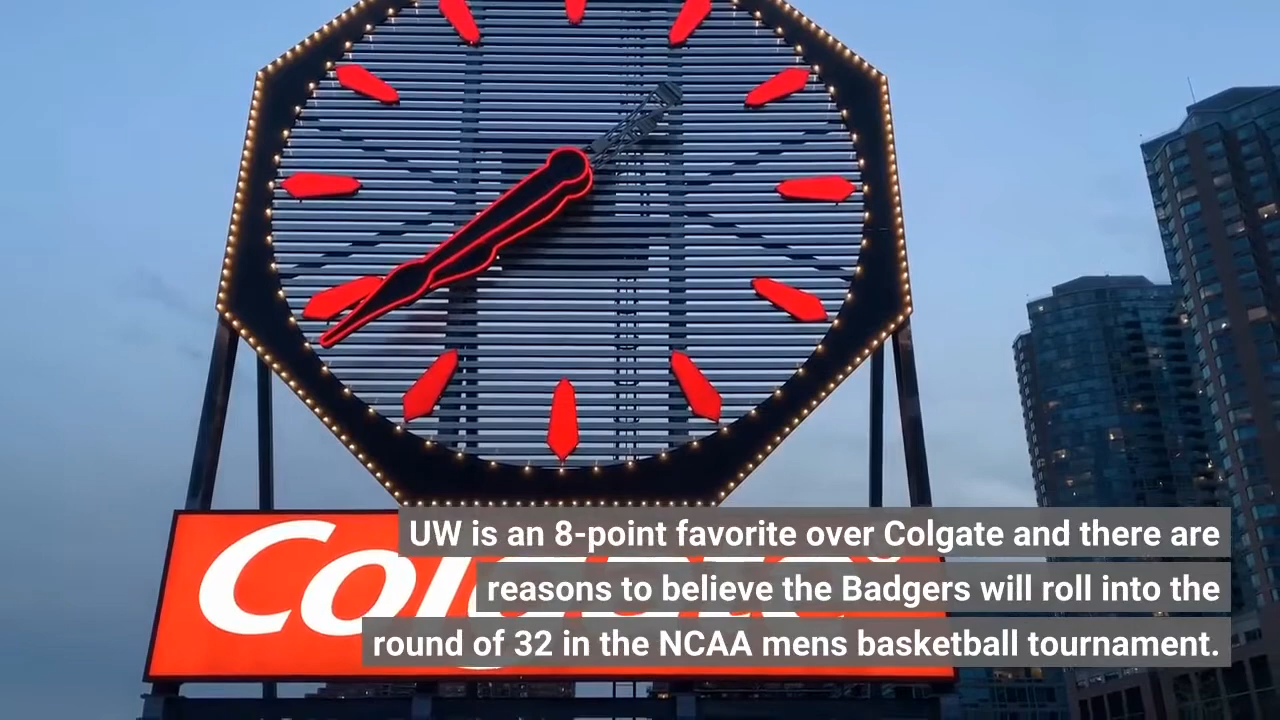 Colgate
UW is an 8-point favorite over Colgate and there are
reasons to believe the Badgers will roll into the
round of 32 in the NCAA mens basketball tournament.